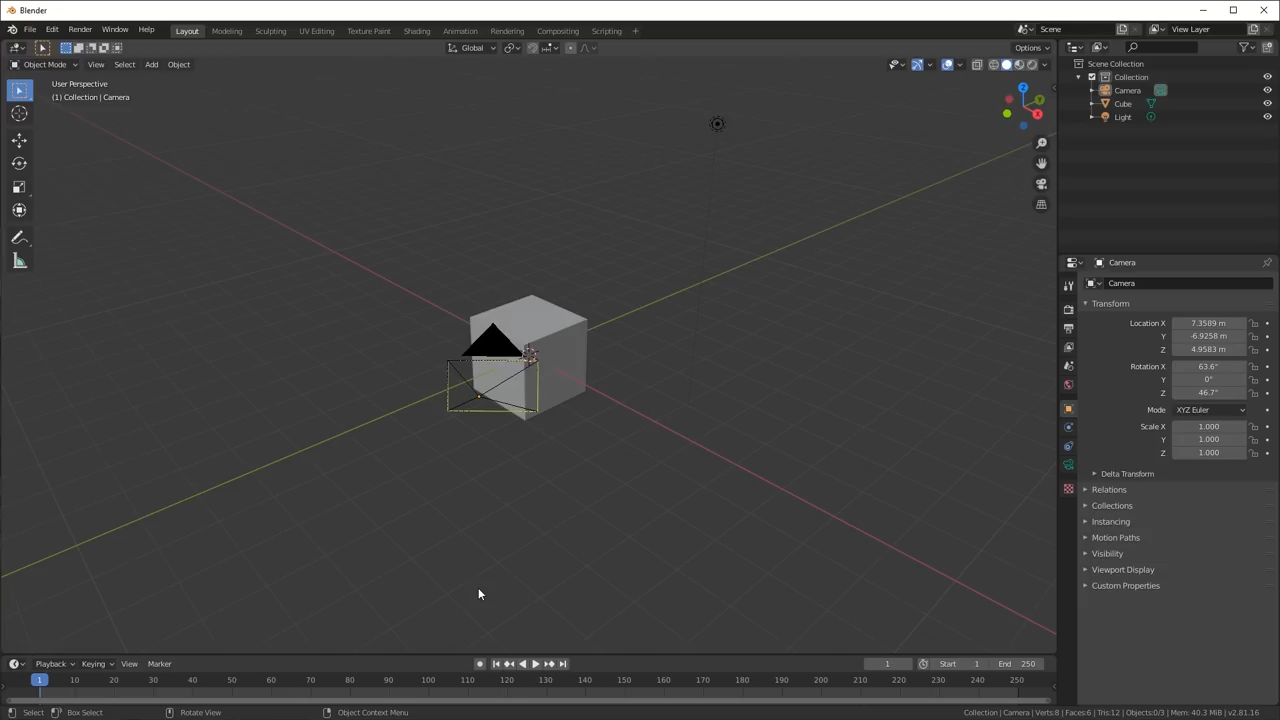 Blender
File Edit Render Window Help Layout Modeling Sculpting UV Editing Texture Paint Shading Animation Rendering Compositing Scripting + Scene View Layer
Global Options
Object Mode View Select Add Object
User Perspective
(1) Collection | Camera
Z
Y
X
Scene Collection
Collection
Camera
Cube
Light
Camera
Camera
Transform
Location X 7.3589 m
Y -6.9258 m
Z 4.9583 m
Rotation X 63.6°
Y 0°
Z 46.7°
Mode XYZ Euler
Scale X 1.000
Y 1.000
Z 1.000
Delta Transform
Relations
Collections
Instancing
Motion Paths
Visibility
Viewport Display
Custom Properties
Playback Keying View Marker 1 Start 1 End 250
1 10 20 30 40 50 60 70 80 90 100 110 120 130 140 150 160 170 180 190 200 210 220 230 240 250
Select Box Select Rotate View Object Context Menu Collection | Camera | Verts:8 | Faces:6 | Tris:12 | Objects:0/3 | Mem: 40.3 MiB | v2.81.16